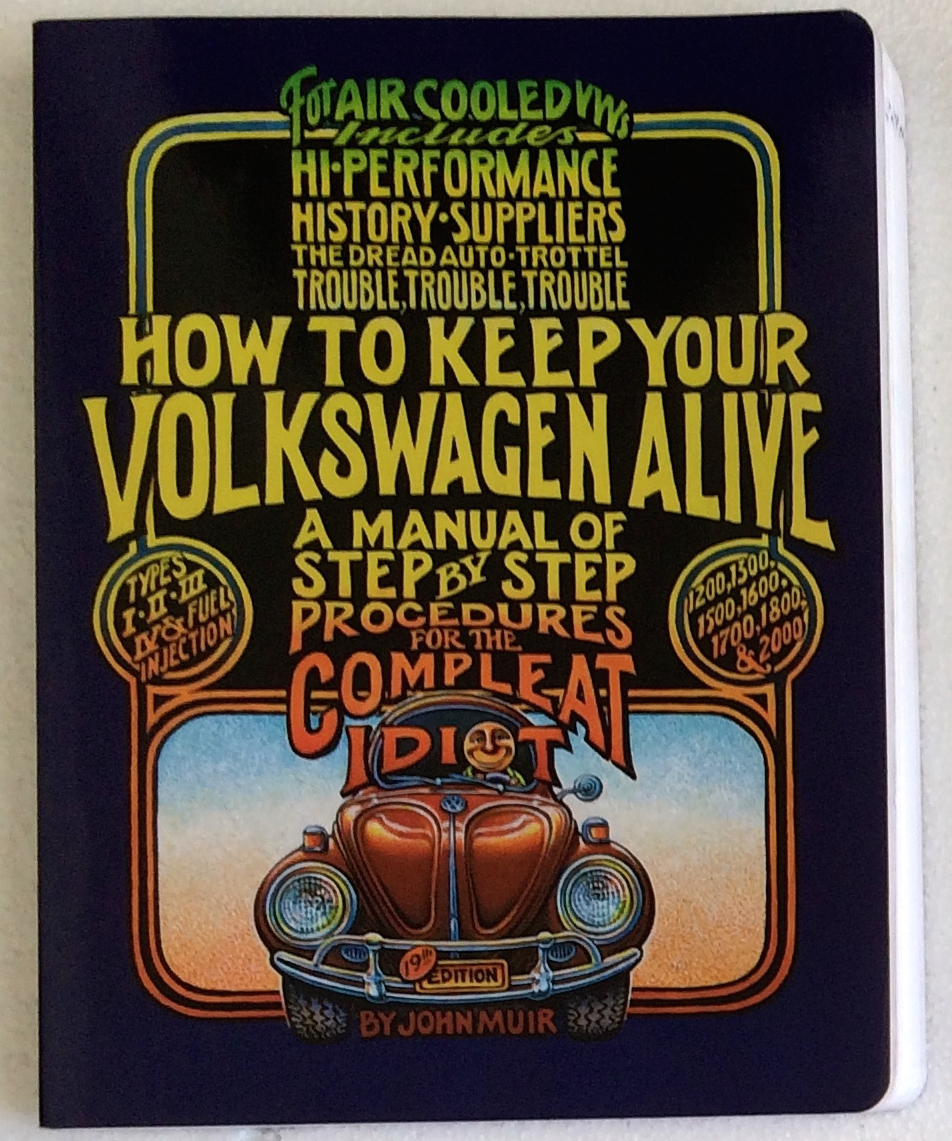 For AIR COOLED VWs
Includes
HI·PERFORMANCE
HISTORY·SUPPLIERS
THE DREAD AUTO·TROTTEL
TROUBLE, TROUBLE, TROUBLE
HOW TO KEEP YOUR
VOLKSWAGEN ALIVE
A MANUAL OF
STEP BY STEP
PROCEDURES
FOR THE
COMPLEAT
IDIOT
TYPES
I·II·III
IV & FUEL
INJECTION
1200, 1300,
1500, 1600,
1700, 1800,
& 2000
19th EDITION
BY JOHN MUIR